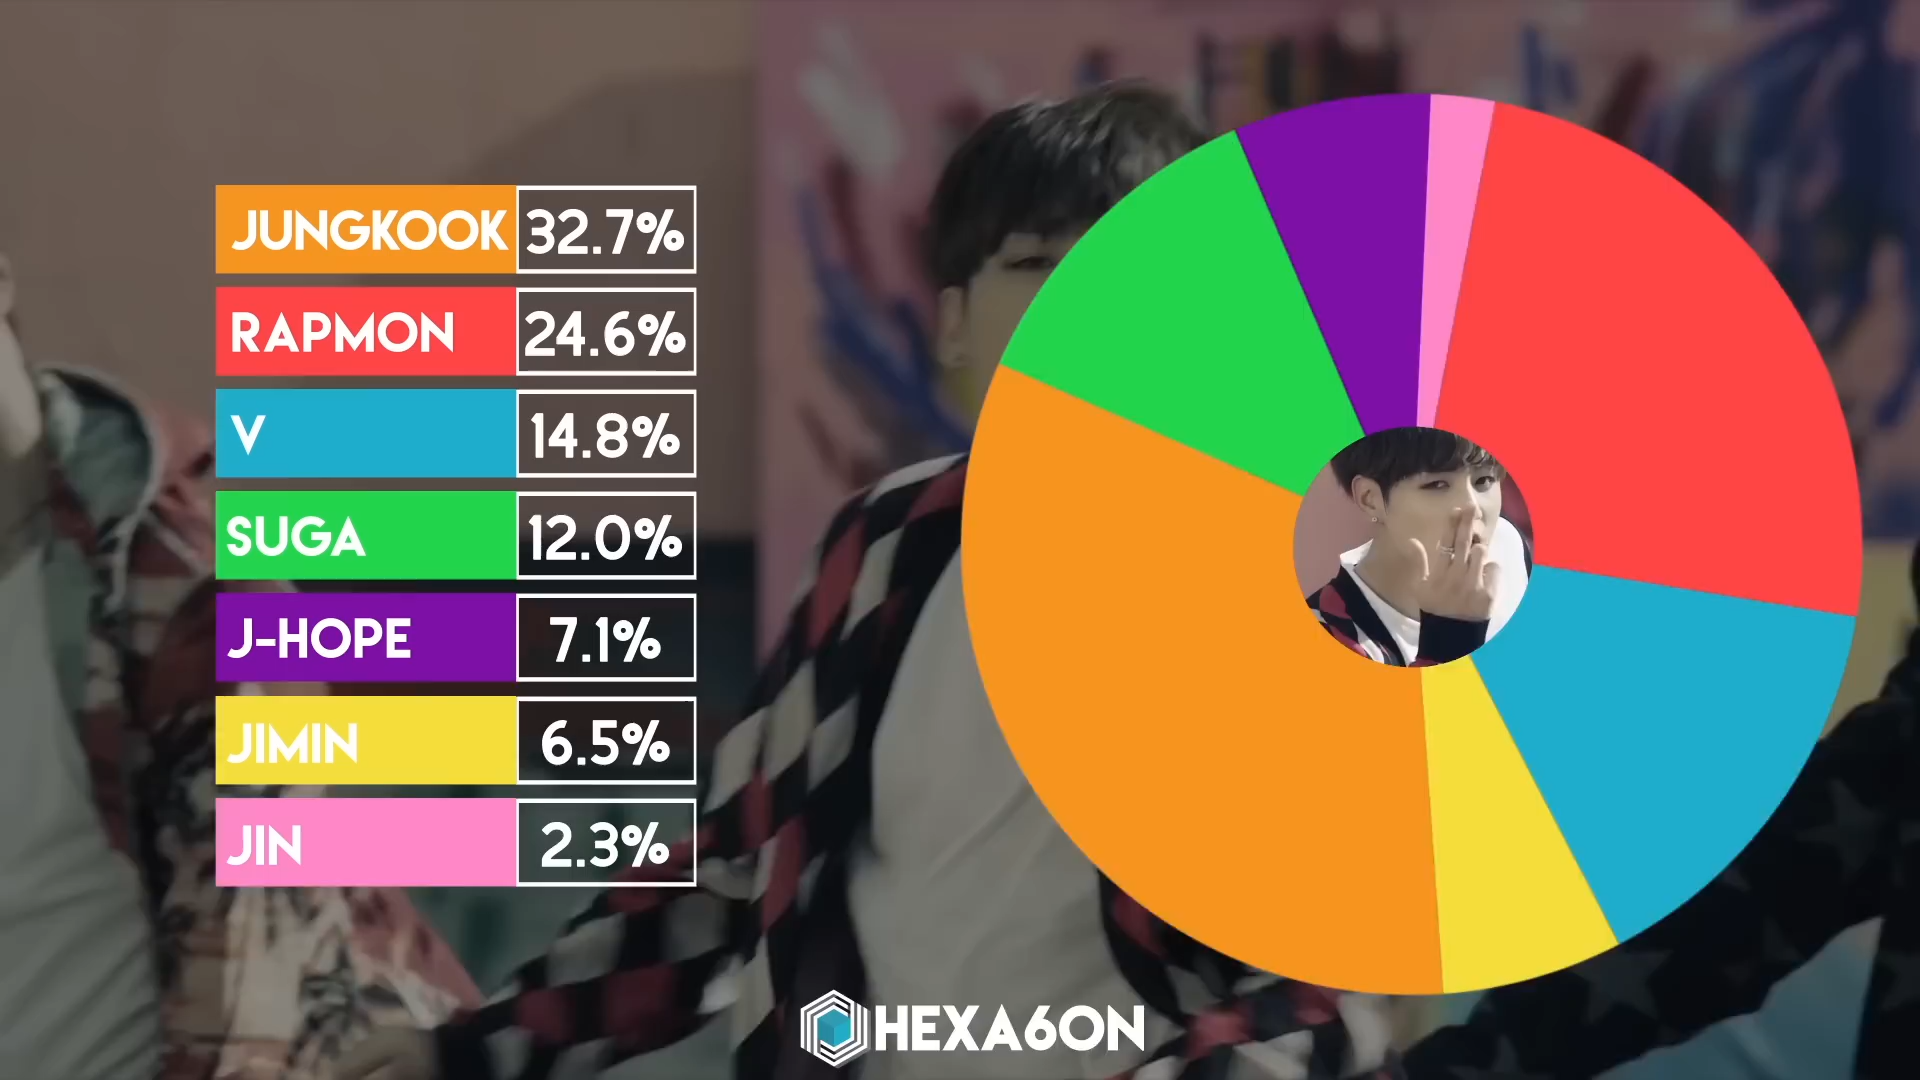 JUNGKOOK 32.7%
RAPMON 24.6%
V 14.8%
SUGA 12.0%
J-HOPE 7.1%
JIMIN 6.5%
JIN 2.3%
HEXA6ON